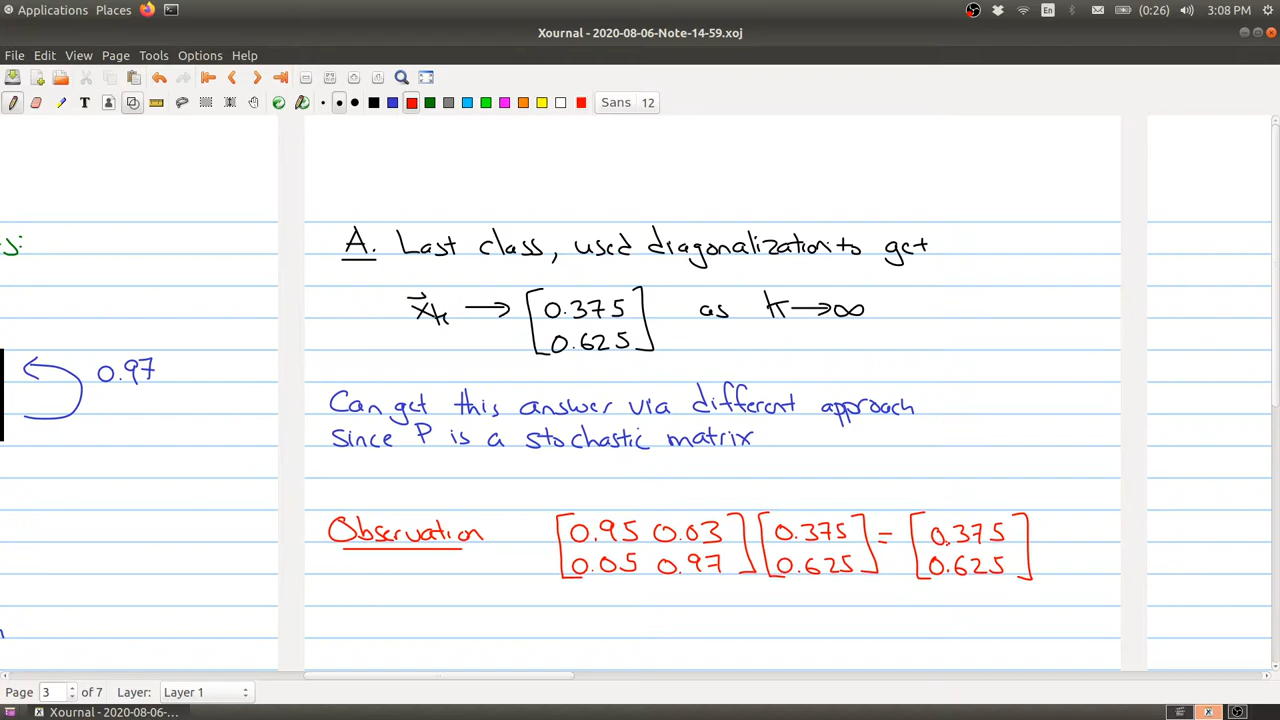 Applications Places En (0:26) 3:08 PM
Xournal - 2020-08-06-Note-14-59.xoj
File Edit View Page Tools Options Help
T Sans 12
s:
A. Last class, used diagonalization to get
x⃗k → [0.375
0.625] as k → ∞
0.97
Can get this answer via different approach
since P is a stochastic matrix
Observation [0.95 0.03 [0.375 = [0.375
0.05 0.97] 0.625] 0.625]
Page 3 of 7 Layer: Layer 1
Xournal - 2020-08-06-...